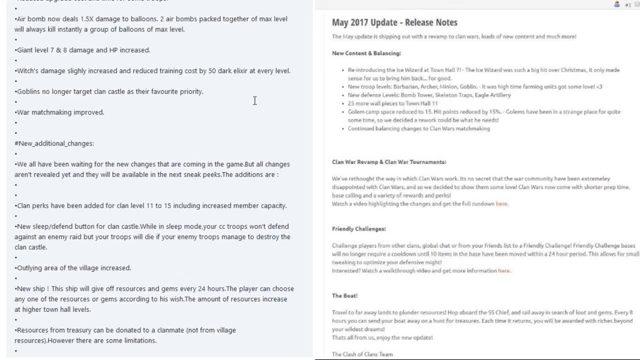 •Air bomb now deals 1.5X damage to balloons. 2 air bombs packed together of max level
will always kill instantly a group of balloons of max level.
•
•Giant level 7 & 8 damage and HP increased.
•
•Witch's damage slighly increased and reduced training cost by 50 dark elixir at every level.
•
•Goblins no longer target clan castle as their favourite priority.
•
•War matchmaking improved.
•
•
#New_additional_changes:
•
•We all have been waiting for the new changes that are coming in the game.But all changes
aren't revealed yet and they will be available in the next sneak peeks.The additions are :
•
•
•Clan perks have been added for clan level 11 to 15 including increased member capacity.
•
•New sleep/defend button for clan castle.While in sleep mode,your cc troops won't defend
against an enemy raid but your troops will die if your enemy troops manage to destroy the
clan castle.
•
•Outlying area of the village increased.
•
•New ship ! This ship will give off resources and gems every 24 hours.The player can choose
any one of the resources or gems according to his wish.The amount of resources increase
at higher town hall levels.
•
•Resources from treasury can be donated to a clanmate (not from village
resources).However there are some limitations.
•
#1
May 2017 Update - Release Notes
The May update is shipping out with a revamp to clan wars, loads of new content and much more!
New Content & Balancing:
• Re-introducing the Ice Wizard at Town Hall 7! - The Ice Wizard was such a big hit over Christmas, it only made
sense for us to bring him back... for good.
• New troop levels: Barbarian, Archer, Minion, Goblin. - It was high time farming units got some love! <3
• New defense Levels: Bomb Tower, Skeleton Traps, Eagle Artillery
• 25 more wall pieces to Town Hall 11
• Golem camp space reduced to 15. Hit points reduced by 15%. - Golems have been in a strange place for quite
some time, so we decided a rework could be what he needs!
• Continued balancing changes to Clan Wars matchmaking
Clan War Revamp & Clan War Tournaments:
We've rethought the way in which Clan Wars work. Its no secret that the war community have been extremeley
disappointed with Clan Wars, and so we decided to show them some love! Clan Wars now come with shorter prep time,
base calling and a variety of rewards and perks!
Watch a video highlighting the changes and get the full rundown here.
Friendly Challenges:
Challenge players from other clans, global chat or from your friends list to a Friendly Challenge! Friendly Challenge bases
will no longer require a cooldown until 10 items in the base have been moved within a 24 hour period. This allows for small
tweaking to optimize your defensive might!
Interested? Watch a walkthrough video and get more information here.
The Boat!
Travel to far away lands to plunder resources! Hop aboard the SS Chief, and sail away in search of loot and gems. Every 8
hours you can send your boat away on a hunt for treasures. Each time it returns, you will be awarded with riches beyond
your wildest dreams!
Thats all from us, enjoy the new update!
The Clash of Clans Team